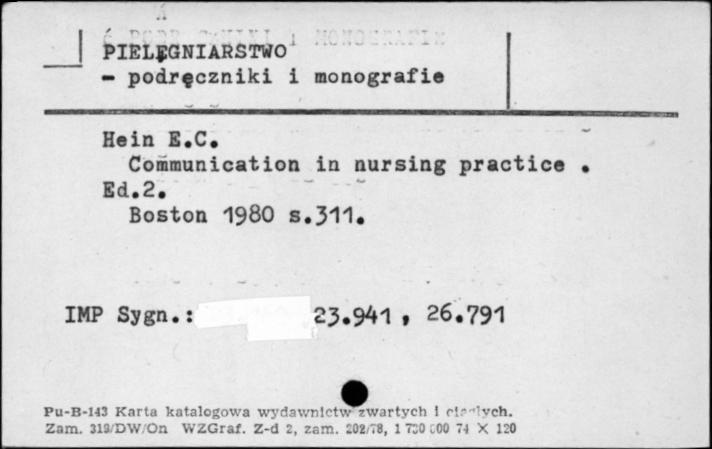 PIELĘGNIARSTWO
- podręczniki i monografie
Hein E.C.
Communication in nursing practice .
Ed.2.
Boston 1980 s.311.
IMP Sygn.: 23.941, 26.791
Pu-B-143 Karta katalogowa wydawnictw zwartych i ciągłych.
Zam. 319/DW/On WZGraf. Z-d 2, zam. 202/78, 1 730 000 74 X 120